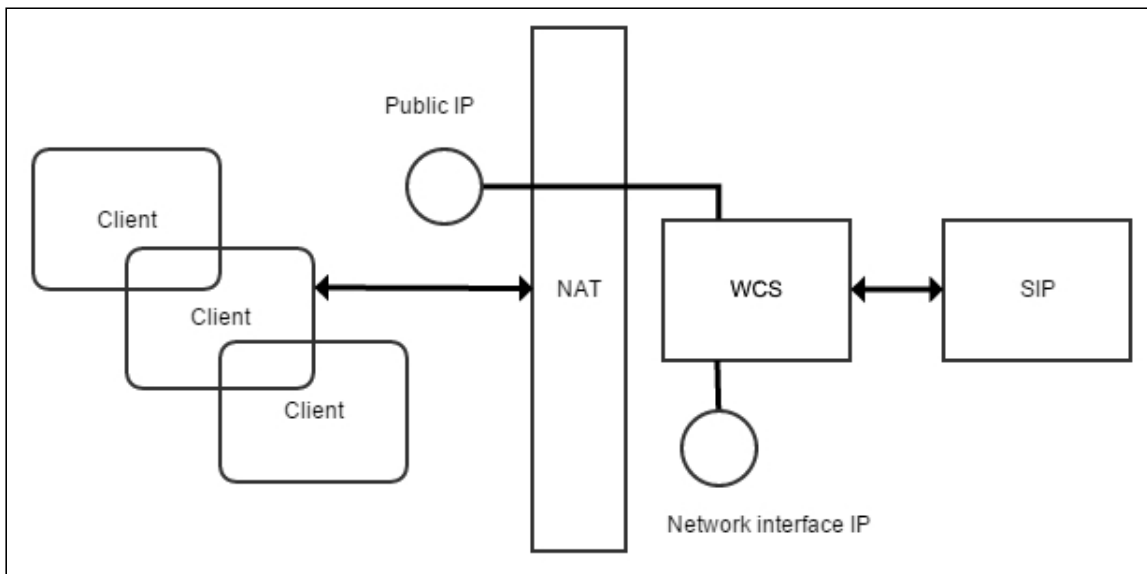 Public IP
Client
Client
Client
NAT
WCS
SIP
Network interface IP